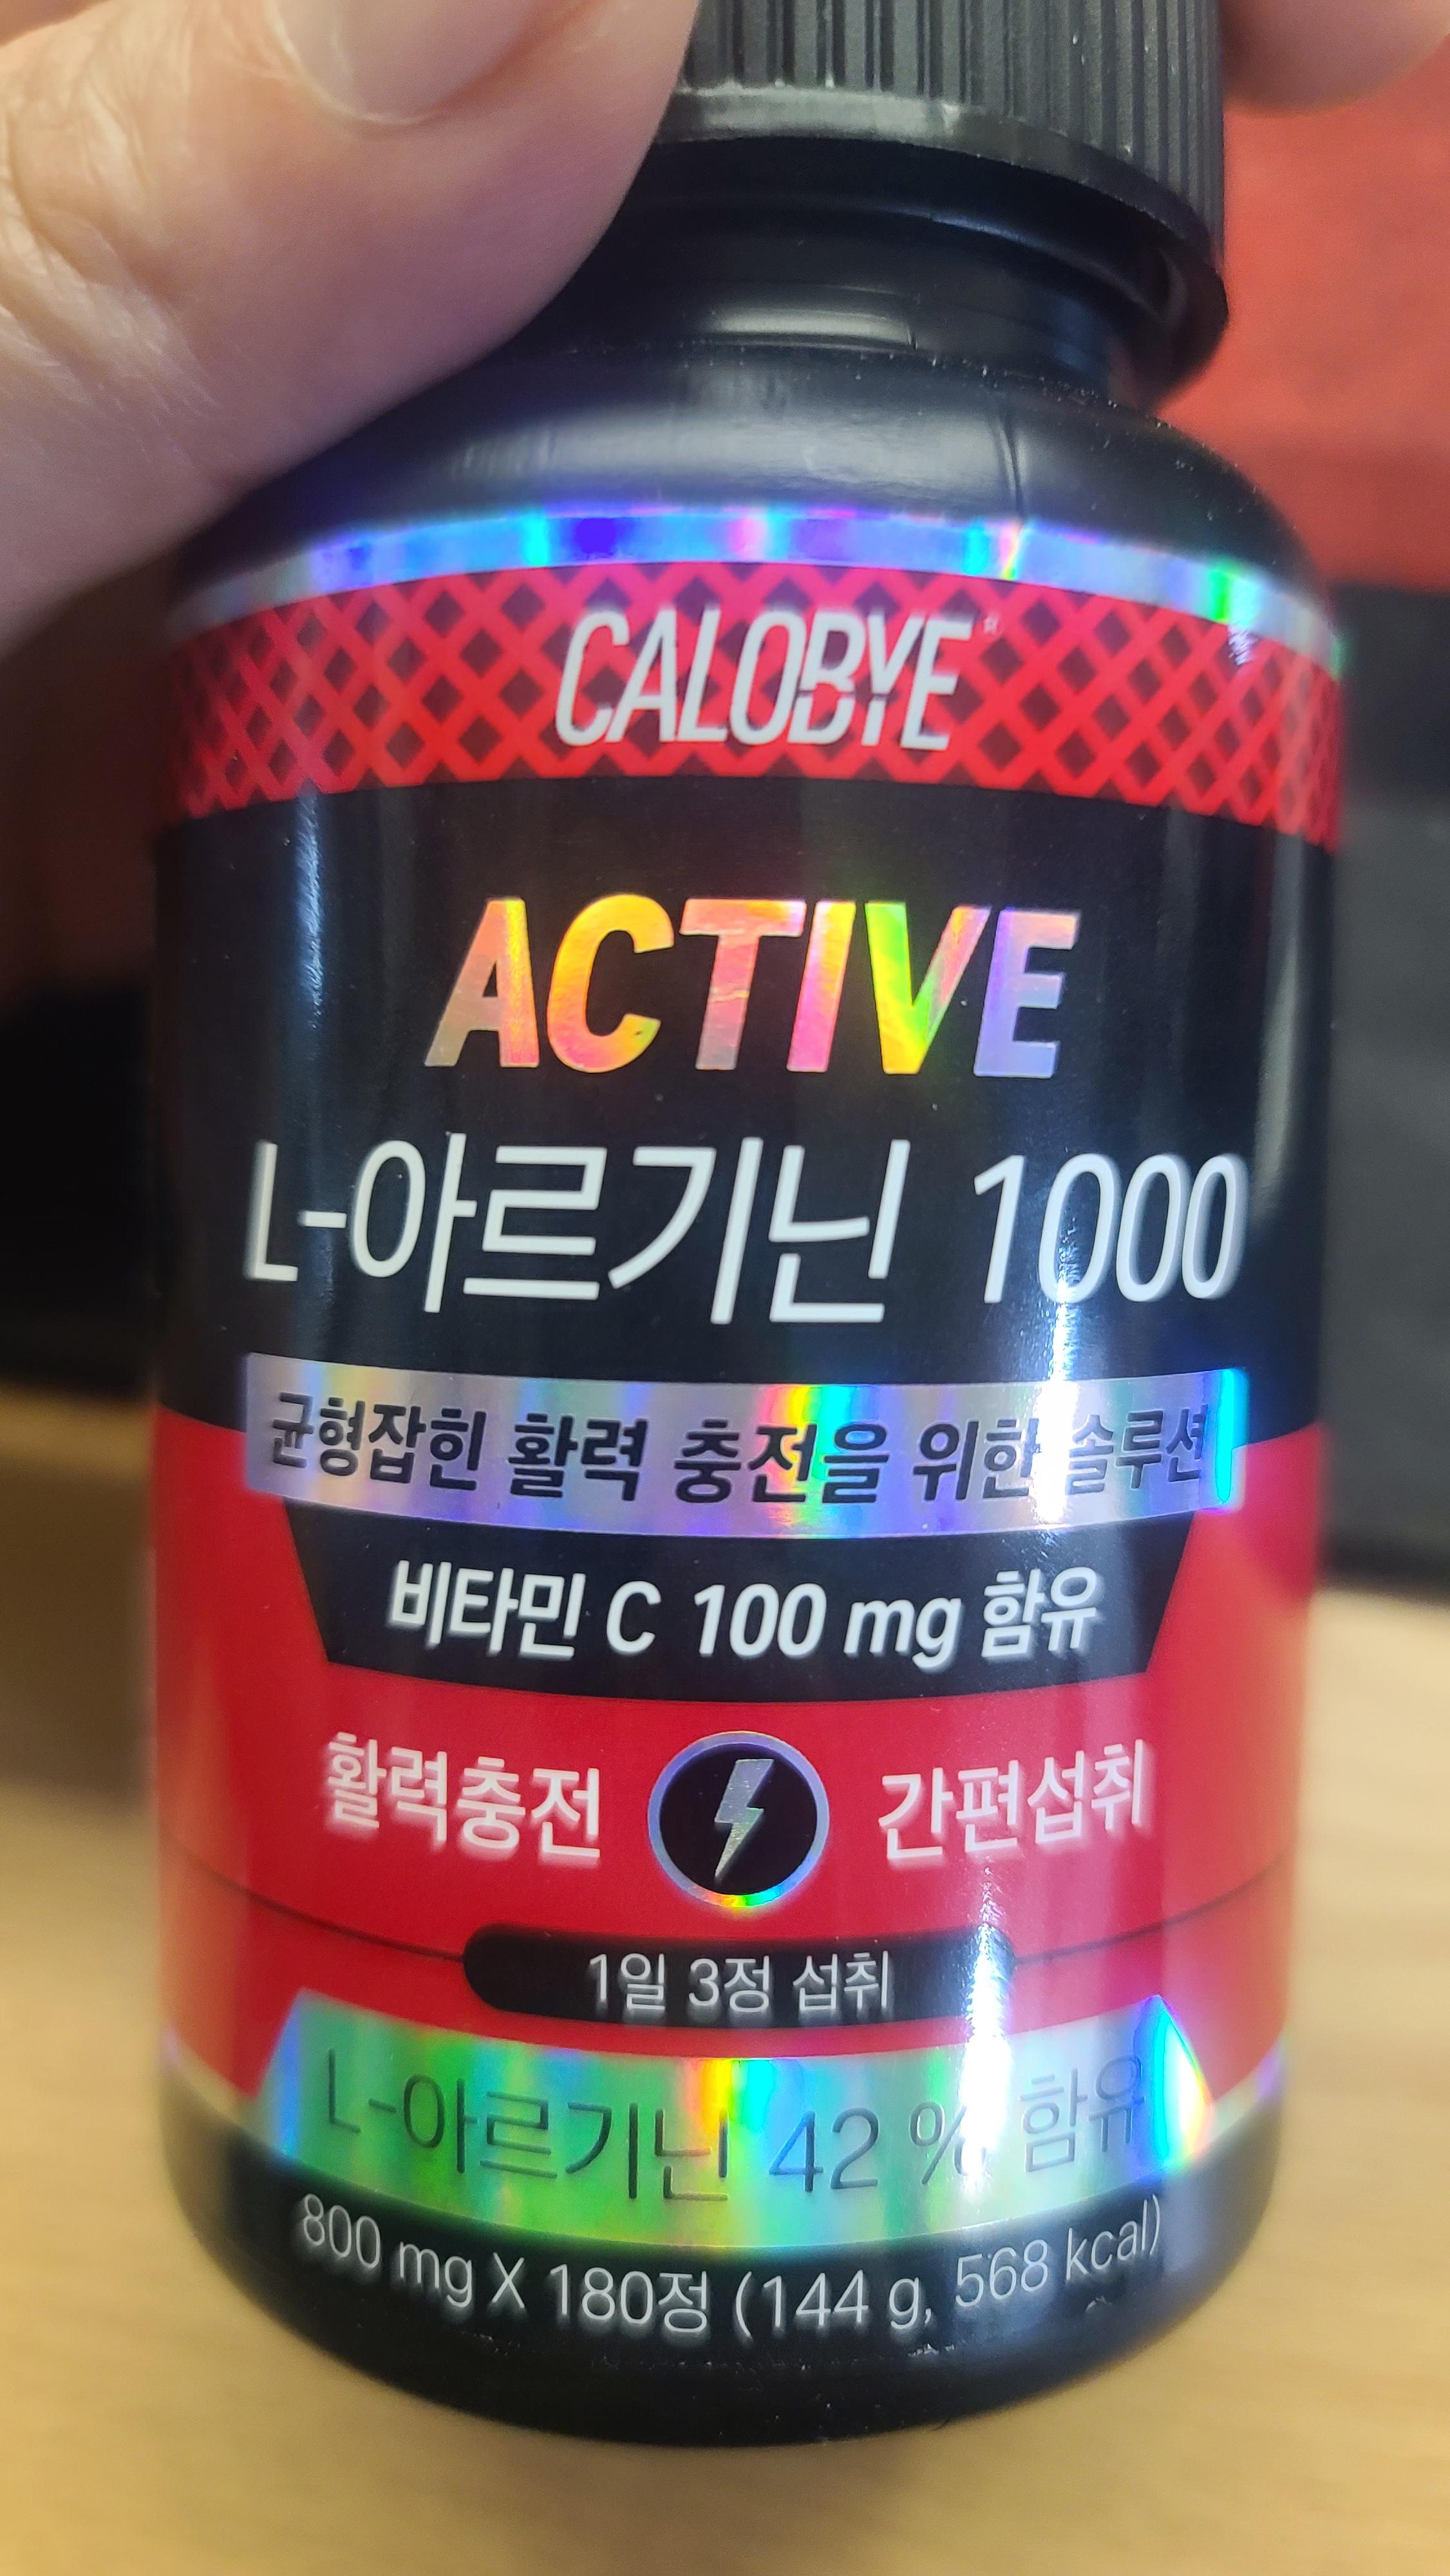 CALOBYE®
ACTIVE
L-아르기닌 1000
균형잡힌 활력 충전을 위한 솔루션
비타민 C 100 mg 함유
활력충전 간편섭취
1일 3정 섭취
L-아르기닌 42 % 함유
800 mg X 180정 (144 g, 568 kcal)